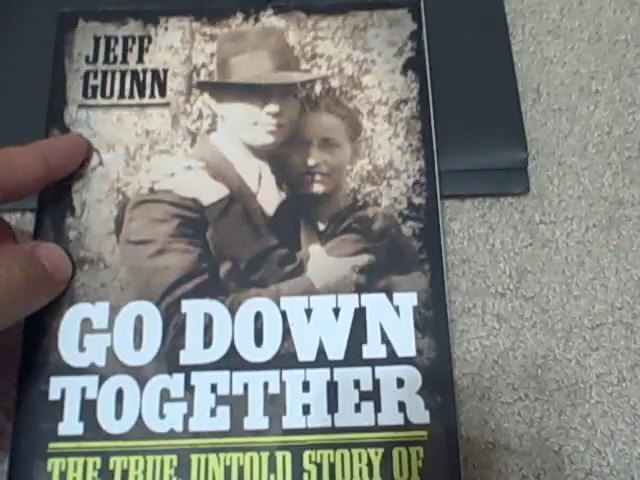 JEFF
GUINN
GO DOWN
TOGETHER
THE TRUE, UNTOLD STORY OF